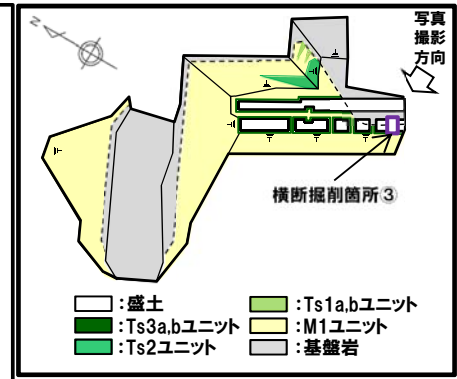 N
写真
撮影
方向
横断掘削箇所③
:盛土
:Ts1a,bユニット
:Ts3a,bユニット
:M1ユニット
:Ts2ユニット
:基盤岩